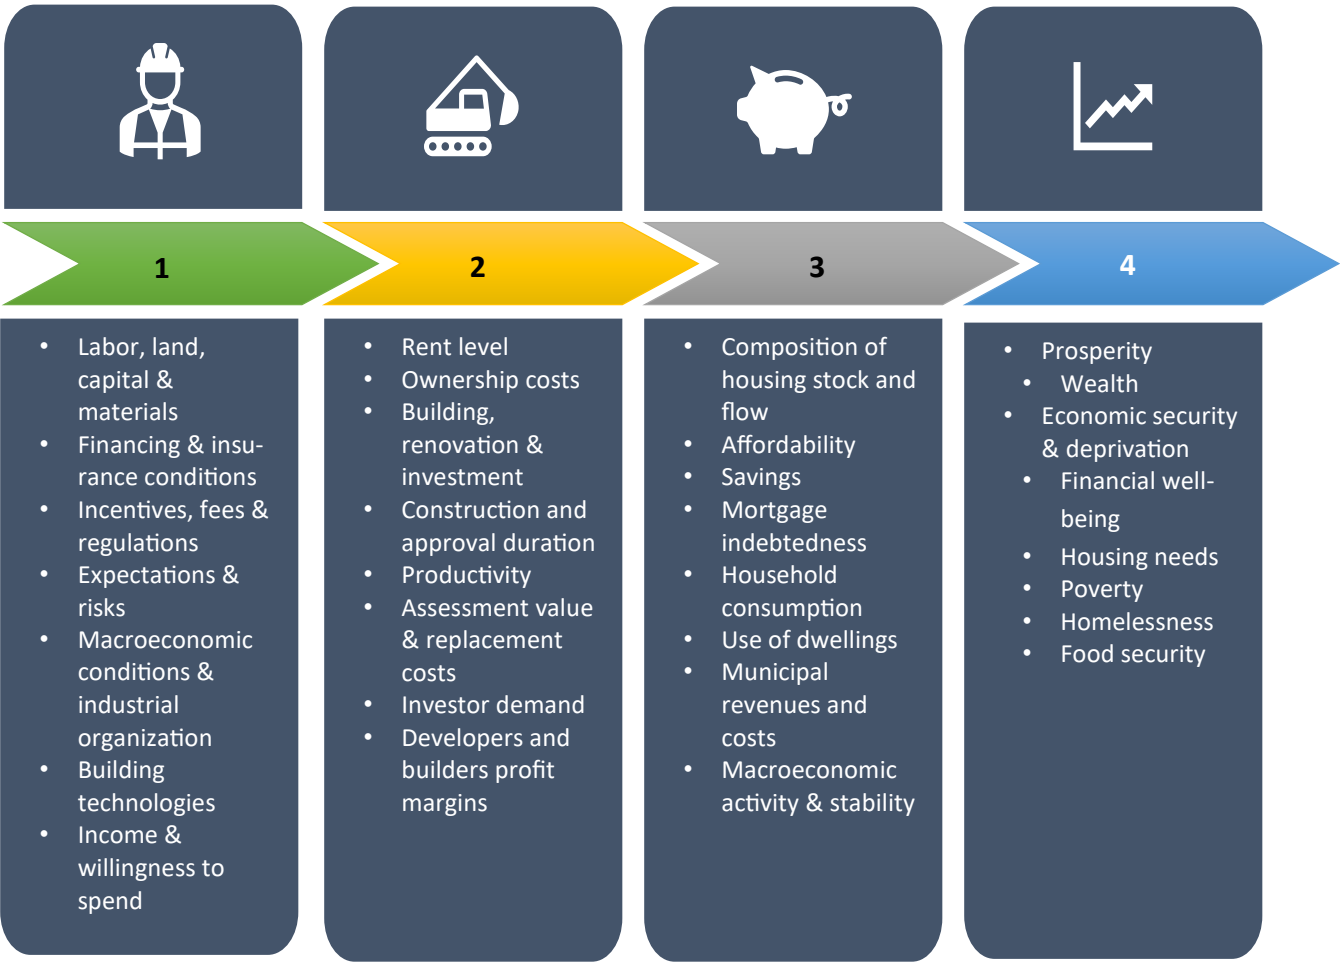 1
2
3
4
• Labor, land,
capital &
materials
• Financing & insu-
rance conditions
• Incentives, fees &
regulations
• Expectations &
risks
• Macroeconomic
conditions &
industrial
organization
• Building
technologies
• Income &
willingness to
spend
• Rent level
• Ownership costs
• Building,
renovation &
investment
• Construction and
approval duration
• Productivity
• Assessment value
& replacement
costs
• Investor demand
• Developers and
builders profit
margins
• Composition of
housing stock and
flow
• Affordability
• Savings
• Mortgage
indebtedness
• Household
consumption
• Use of dwellings
• Municipal
revenues and
costs
• Macroeconomic
activity & stability
• Prosperity
• Wealth
• Economic security
& deprivation
• Financial well-
being
• Housing needs
• Poverty
• Homelessness
• Food security